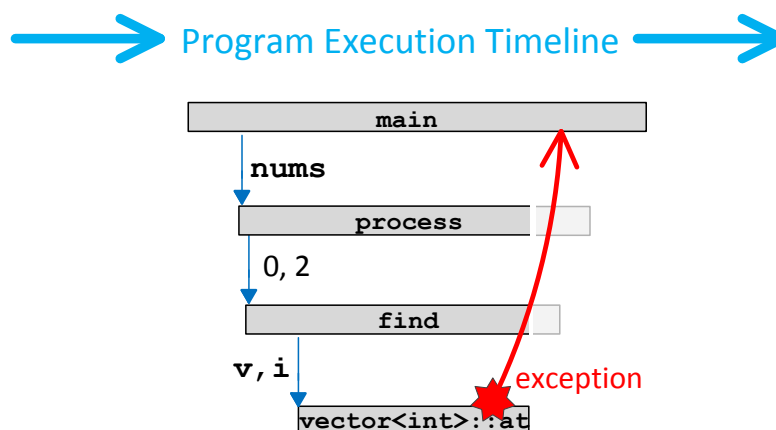 Program Execution Timeline
main
nums
process
0, 2
find
v,i
exception
vector<int>::at